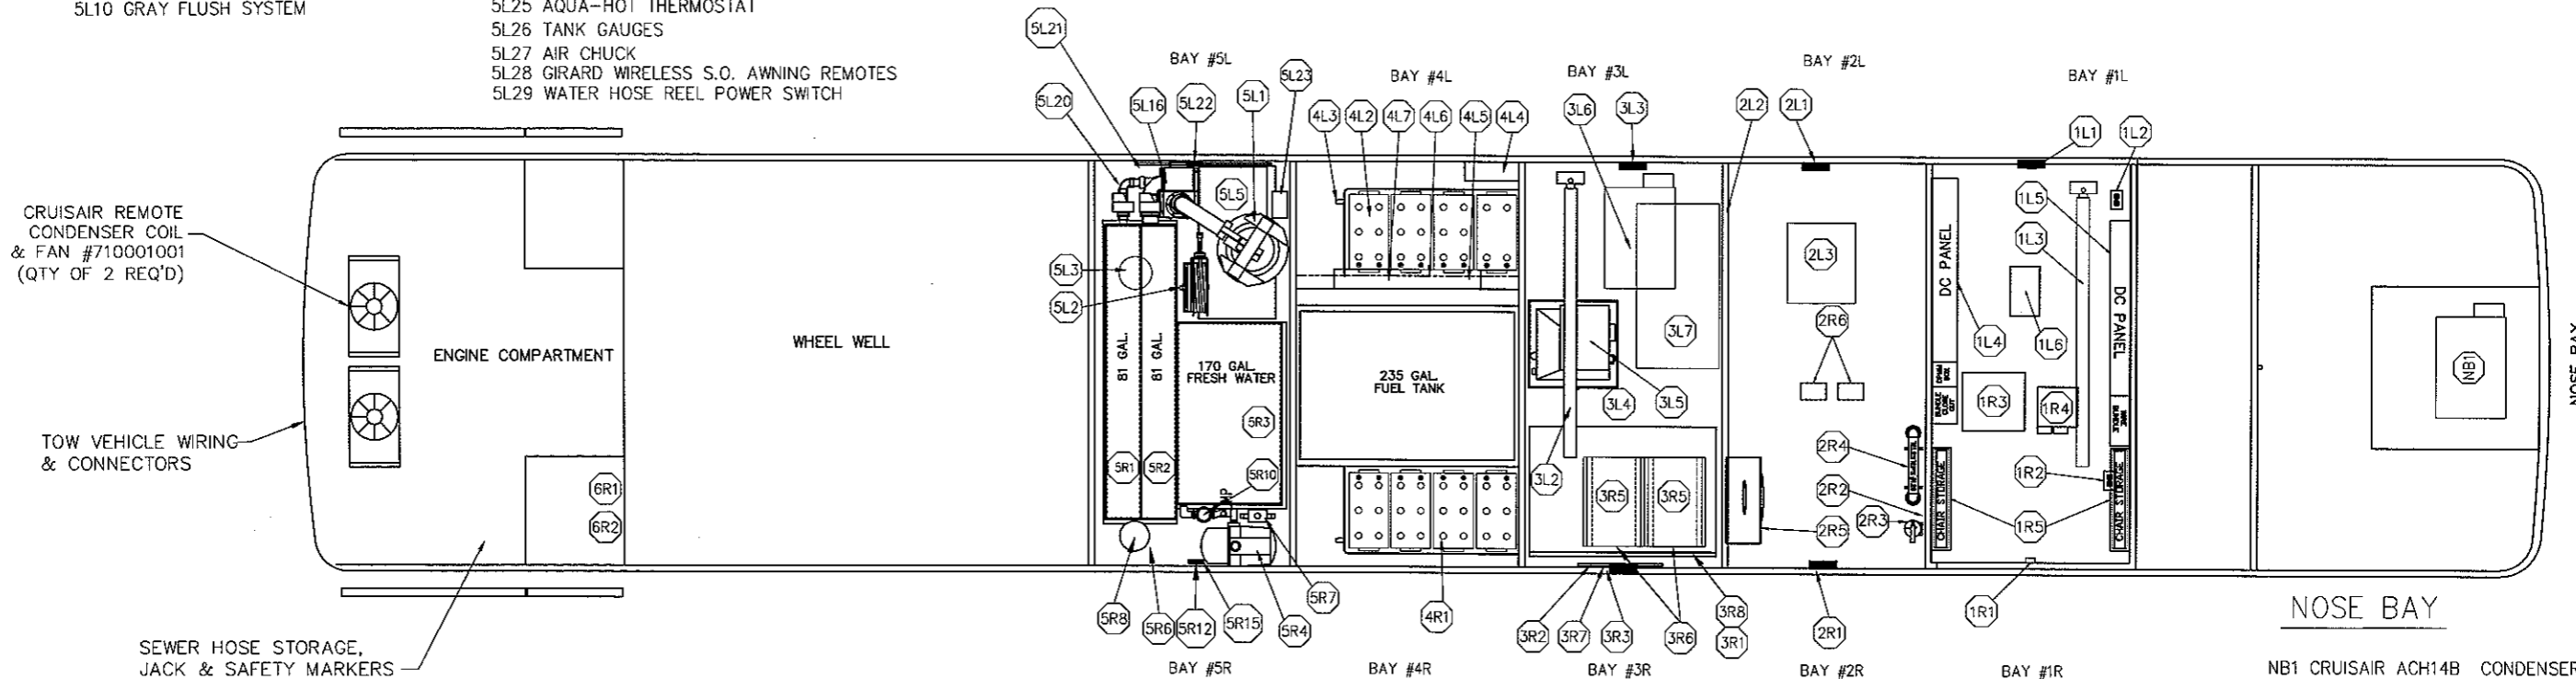 5L10 GRAY FLUSH SYSTEM
5L25 AQUA-HOT THERMOSTAT
5L26 TANK GAUGES
5L27 AIR CHUCK
5L28 GIRARD WIRELESS S.O. AWNING REMOTES
5L29 WATER HOSE REEL POWER SWITCH
5L21
BAY #5L
5L23
BAY #4L
BAY #3L
BAY #2L
BAY #1L
5L20
5L16
5L22
5L1
4L3
4L2
4L7
4L6
4L5
4L4
3L6
3L3
2L2
2L1
1L1
1L2
CRUISAIR REMOTE
CONDENSER COIL
& FAN #710001001
(QTY OF 2 REQ'D)
5L5
5L3
5L2
1L5
1L3
2L3
DC PANEL
DC PANEL
2R6
3L7
1L4
1L6
ENGINE COMPARTMENT
WHEEL WELL
81 GAL.
81 GAL.
170 GAL.
FRESH WATER
235 GAL.
FUEL TANK
NB1
NOSE BAY
3L4
3L5
1R3
1R4
5R3
TOW VEHICLE WIRING
& CONNECTORS
5R1
5R2
5R10
3L2
2R4
1R2
6R1
6R2
3R5
3R5
2R2
2R3
2R5
CHAIR STORAGE
1R5
CHAIR STORAGE
5R8
5R6
5R12
5R15
5R4
5R7
4R1
3R2
3R7
3R3
3R6
3R8
3R1
2R1
1R1
NOSE BAY
SEWER HOSE STORAGE,
JACK & SAFETY MARKERS
BAY #5R
BAY #4R
BAY #3R
BAY #2R
BAY #1R
NB1 CRUISAIR ACH14B CONDENSER